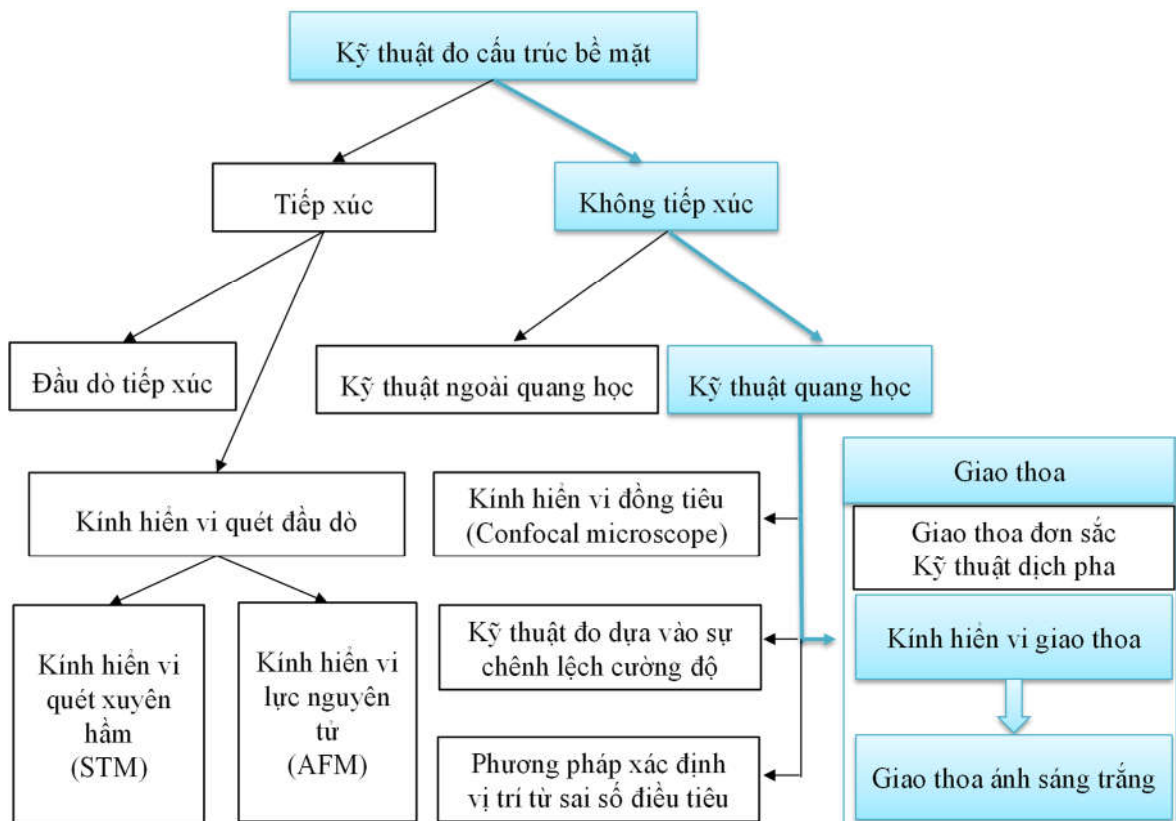 Kỹ thuật đo cấu trúc bề mặt
Tiếp xúc
Không tiếp xúc
Đầu dò tiếp xúc
Kỹ thuật ngoài quang học
Kỹ thuật quang học
Kính hiển vi quét đầu dò
Kính hiển vi
quét xuyên
hầm
(STM)
Kính hiển vi
lực nguyên
tử
(AFM)
Kính hiển vi đồng tiêu
(Confocal microscope)
Kỹ thuật đo dựa vào sự
chênh lệch cường độ
Phương pháp xác định
vị trí từ sai số điều tiêu
Giao thoa
Giao thoa đơn sắc
Kỹ thuật dịch pha
Kính hiển vi giao thoa
Giao thoa ánh sáng trắng